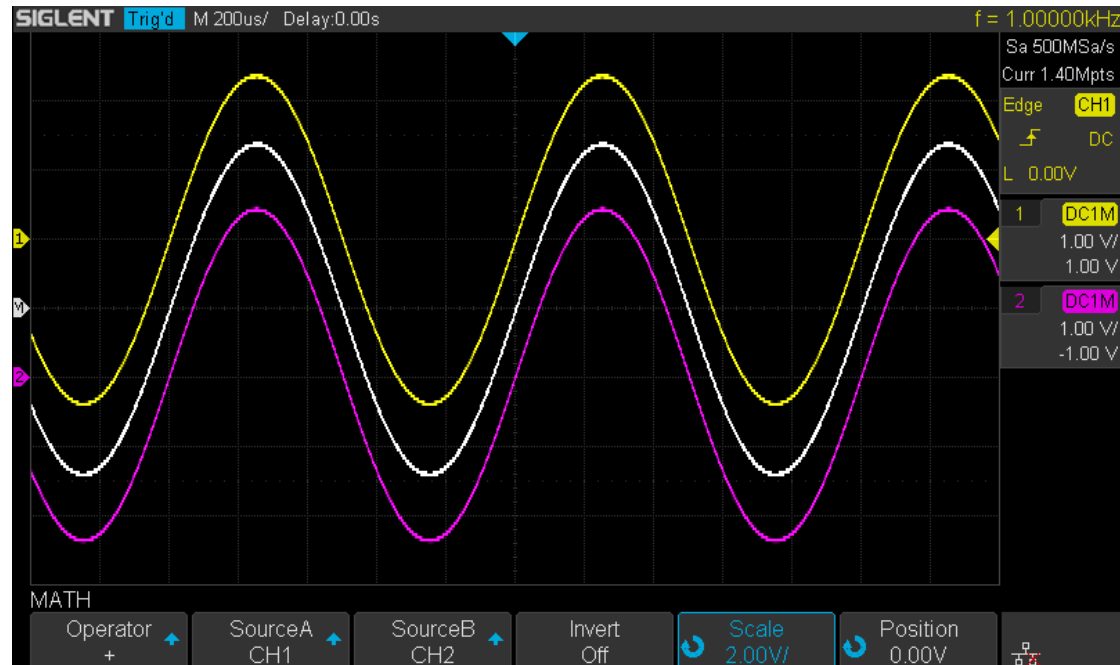 SIGLENT Trig'd M 200us/ Delay:0.00s f = 1.00000kHz
Sa 500MSa/s
Curr 1.40Mpts
Edge CH1
DC
L 0.00V
1 DC1M
1.00 V/
1.00 V
2 DC1M
1.00 V/
-1.00 V
1
M
2
MATH
Operator SourceA SourceB Invert Scale Position
+ CH1 CH2 Off 2.00V/ 0.00V